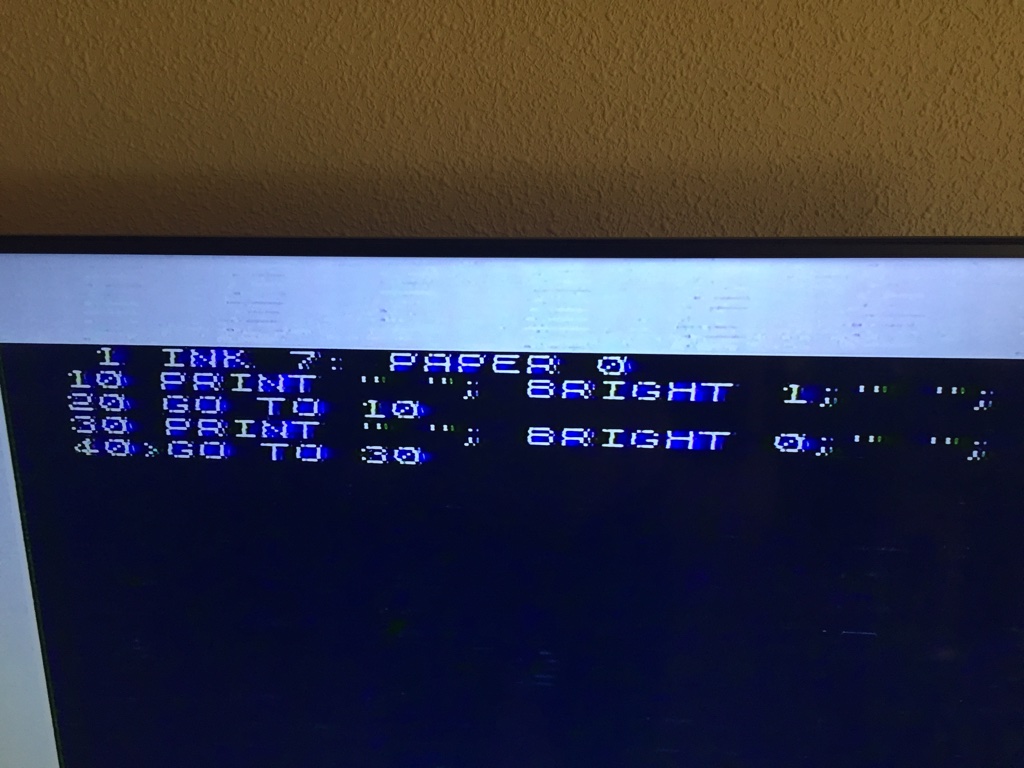 1 INK 7: PAPER 0
10 PRINT " "; BRIGHT 1;" ";
20 GO TO 10
30 PRINT " "; BRIGHT 0;" ";
40>GO TO 30